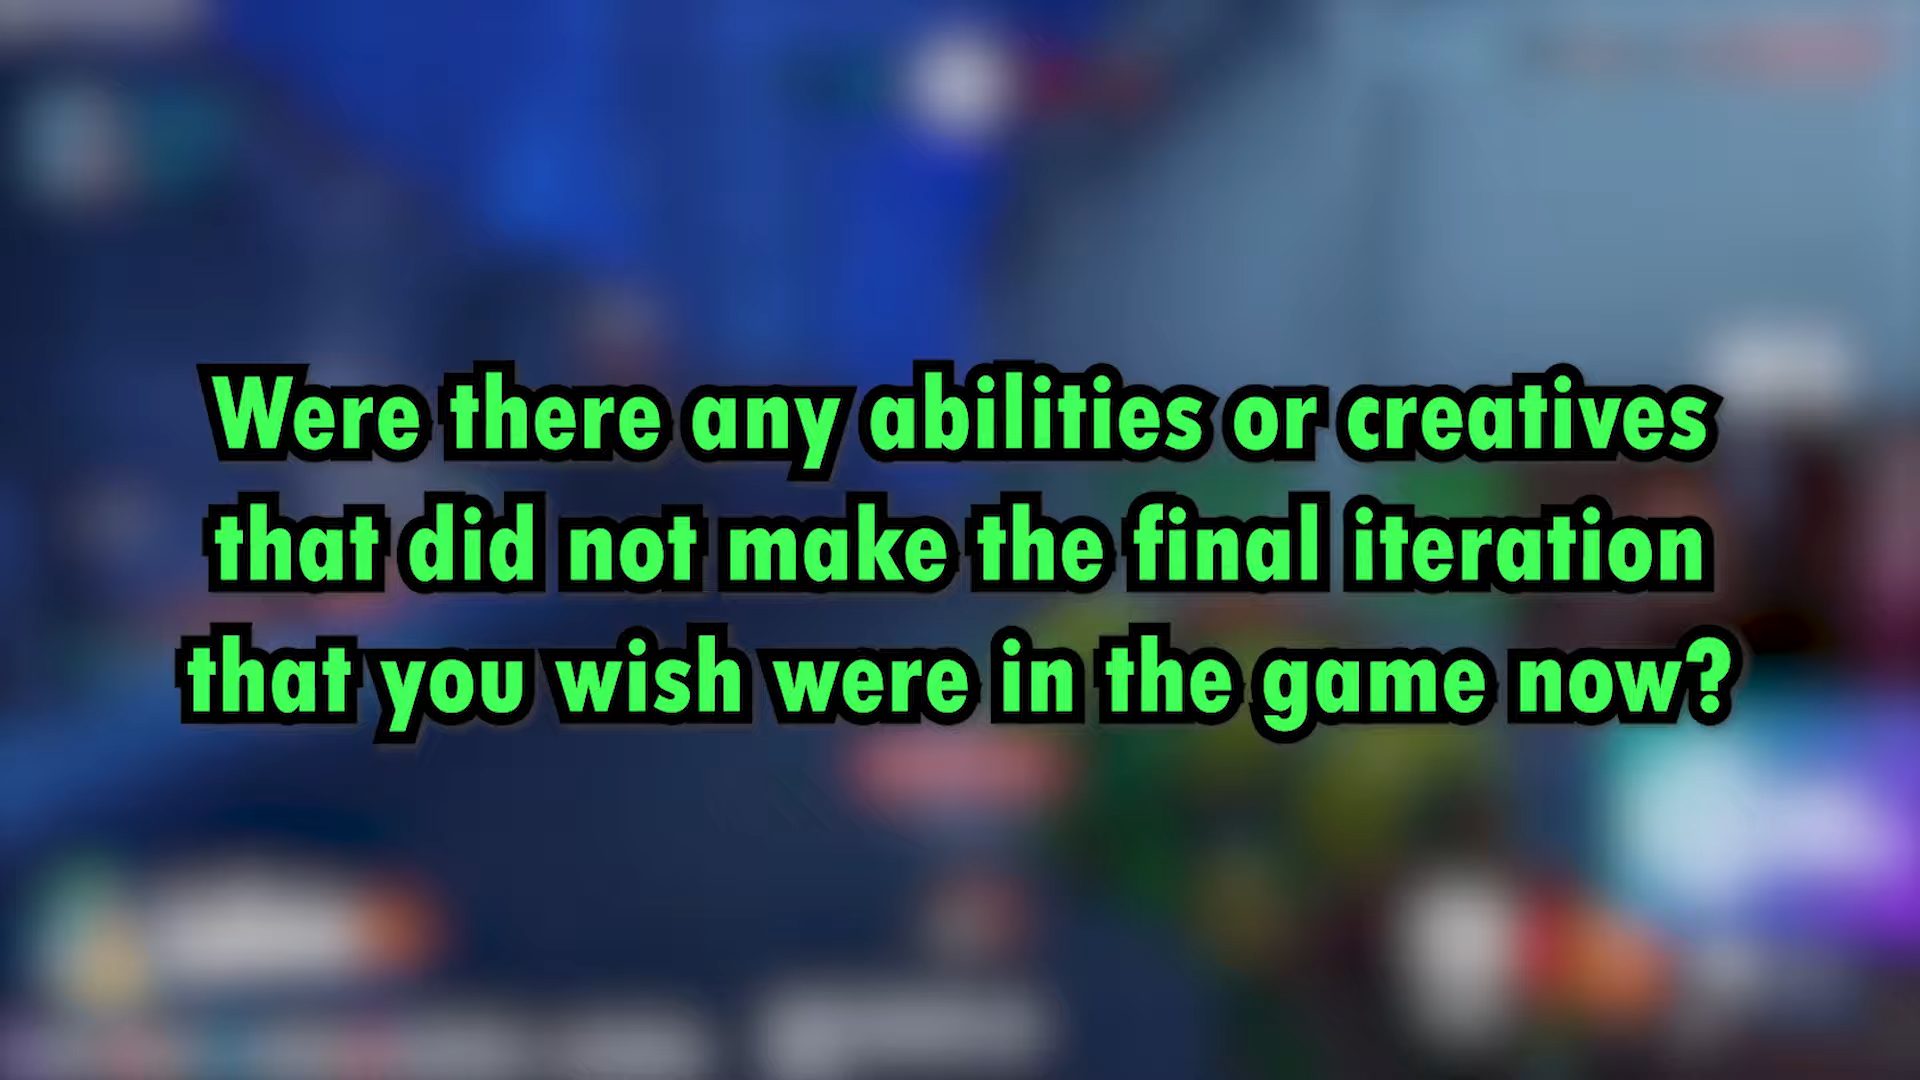 Were there any abilities or creatives
that did not make the final iteration
that you wish were in the game now?